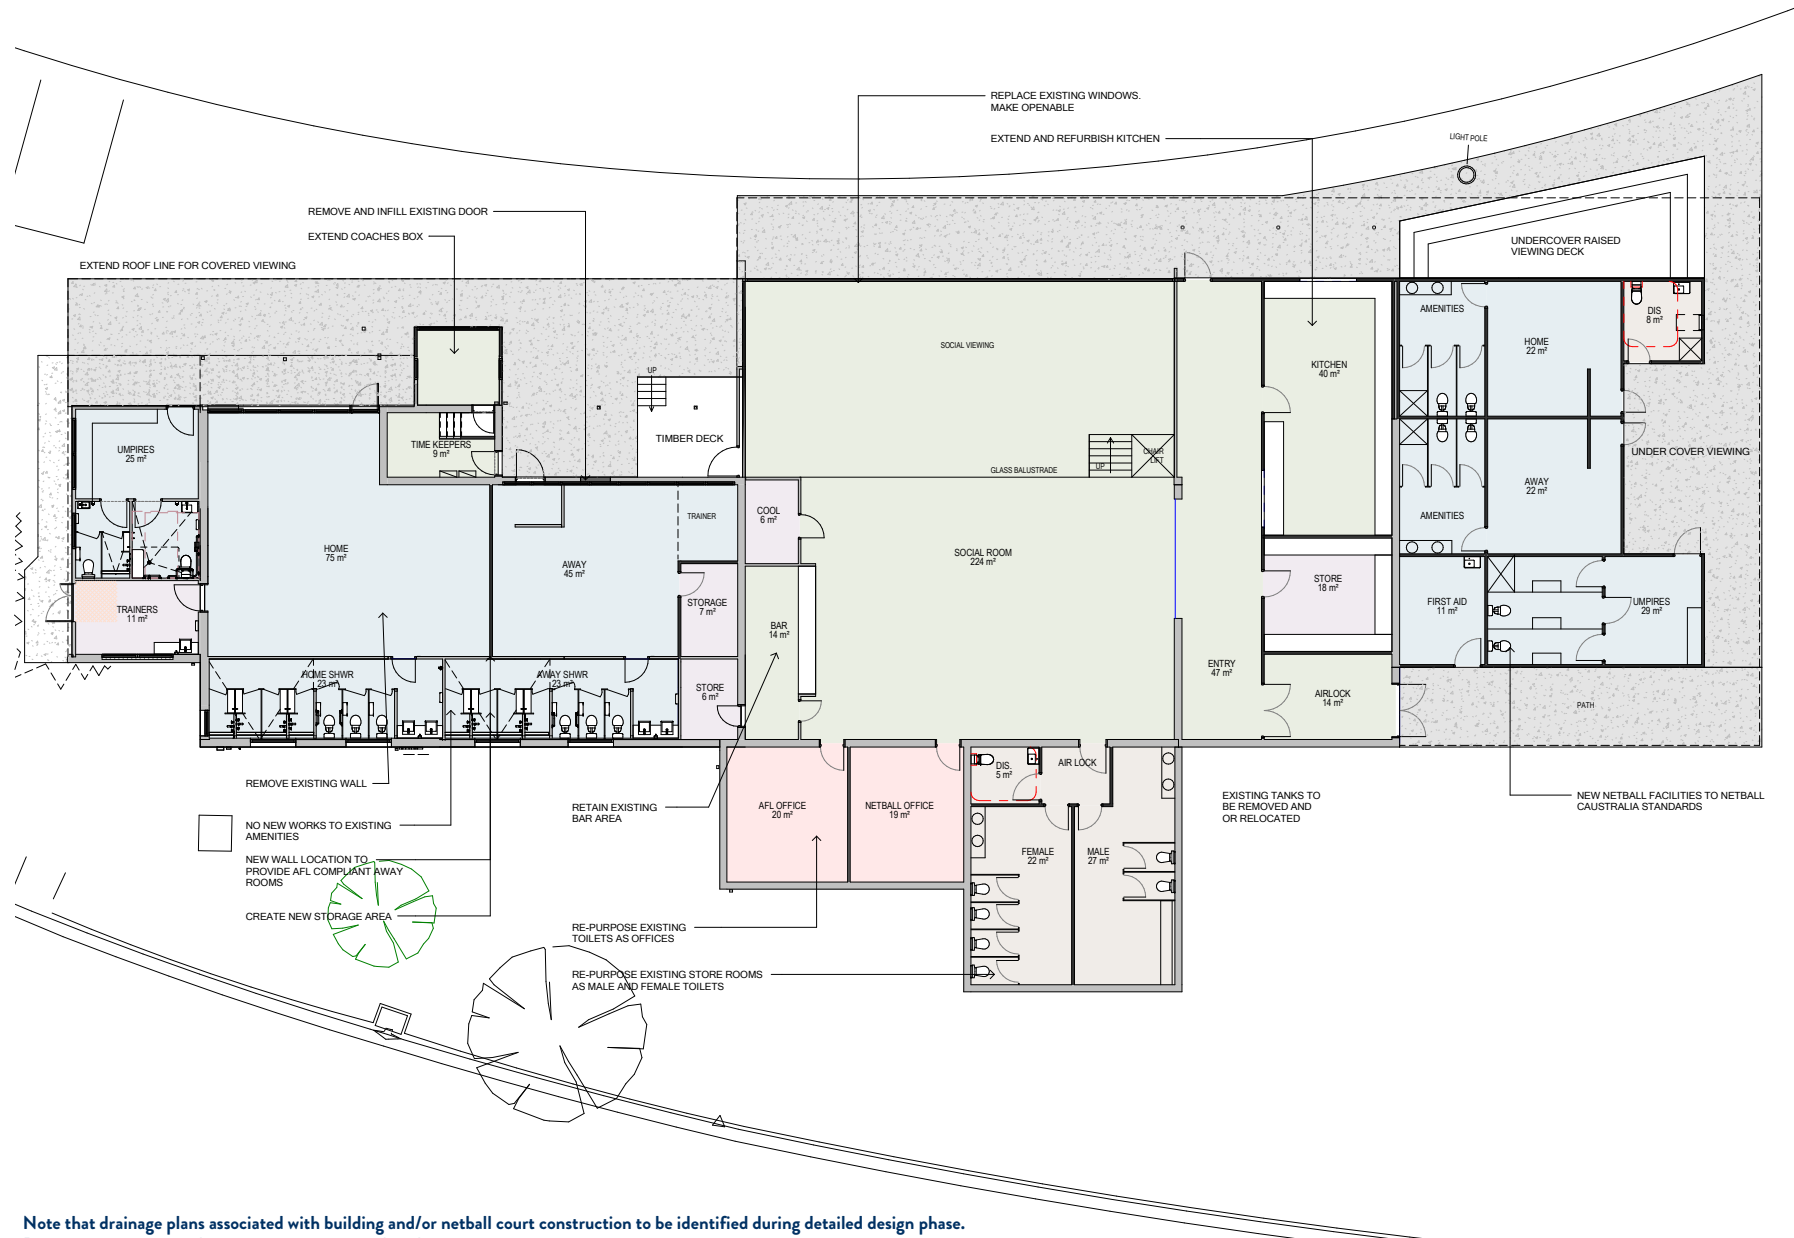 REPLACE EXISTING WINDOWS.
MAKE OPENABLE
EXTEND AND REFURBISH KITCHEN
LIGHT POLE
REMOVE AND INFILL EXISTING DOOR
EXTEND COACHES BOX
EXTEND ROOF LINE FOR COVERED VIEWING
UNDERCOVER RAISED
VIEWING DECK
AMENITIES
HOME
22 m²
DIS
8 m²
SOCIAL VIEWING
KITCHEN
40 m²
UP
TIMBER DECK
UMPIRES
25 m²
TIME KEEPERS
9 m²
GLASS BALUSTRADE
UP
CHAIR
LIFT
UNDER COVER VIEWING
AWAY
22 m²
AMENITIES
COOL
6 m²
TRAINER
HOME
75 m²
AWAY
45 m²
SOCIAL ROOM
224 m²
STORE
18 m²
STORAGE
7 m²
FIRST AID
11 m²
UMPIRES
29 m²
TRAINERS
11 m²
BAR
14 m²
ENTRY
47 m²
HOME SHWR
23 m²
AWAY SHWR
23 m²
STORE
6 m²
AIRLOCK
14 m²
PATH
REMOVE EXISTING WALL
RETAIN EXISTING
BAR AREA
AFL OFFICE
20 m²
NETBALL OFFICE
19 m²
DIS.
5 m²
AIR LOCK
EXISTING TANKS TO
BE REMOVED AND
OR RELOCATED
NEW NETBALL FACILITIES TO NETBALL
CAUSTRALIA STANDARDS
NO NEW WORKS TO EXISTING
AMENITIES
NEW WALL LOCATION TO
PROVIDE AFL COMPLIANT AWAY
ROOMS
FEMALE
22 m²
MALE
27 m²
CREATE NEW STORAGE AREA
RE-PURPOSE EXISTING
TOILETS AS OFFICES
RE-PURPOSE EXISTING STORE ROOMS
AS MALE AND FEMALE TOILETS
Note that drainage plans associated with building and/or netball court construction to be identified during detailed design phase.